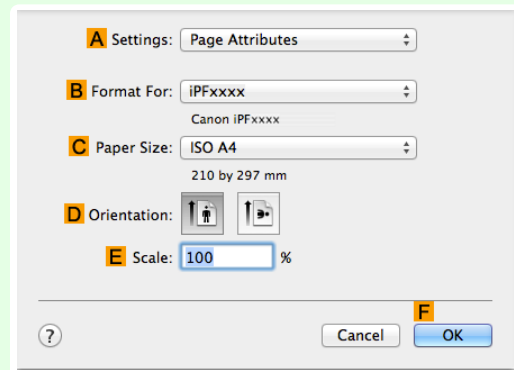 A Settings: Page Attributes
B Format For: iPFxxxx
Canon iPFxxxx
C Paper Size: ISO A4
210 by 297 mm
D Orientation:
E Scale: 100 %
F
? Cancel OK